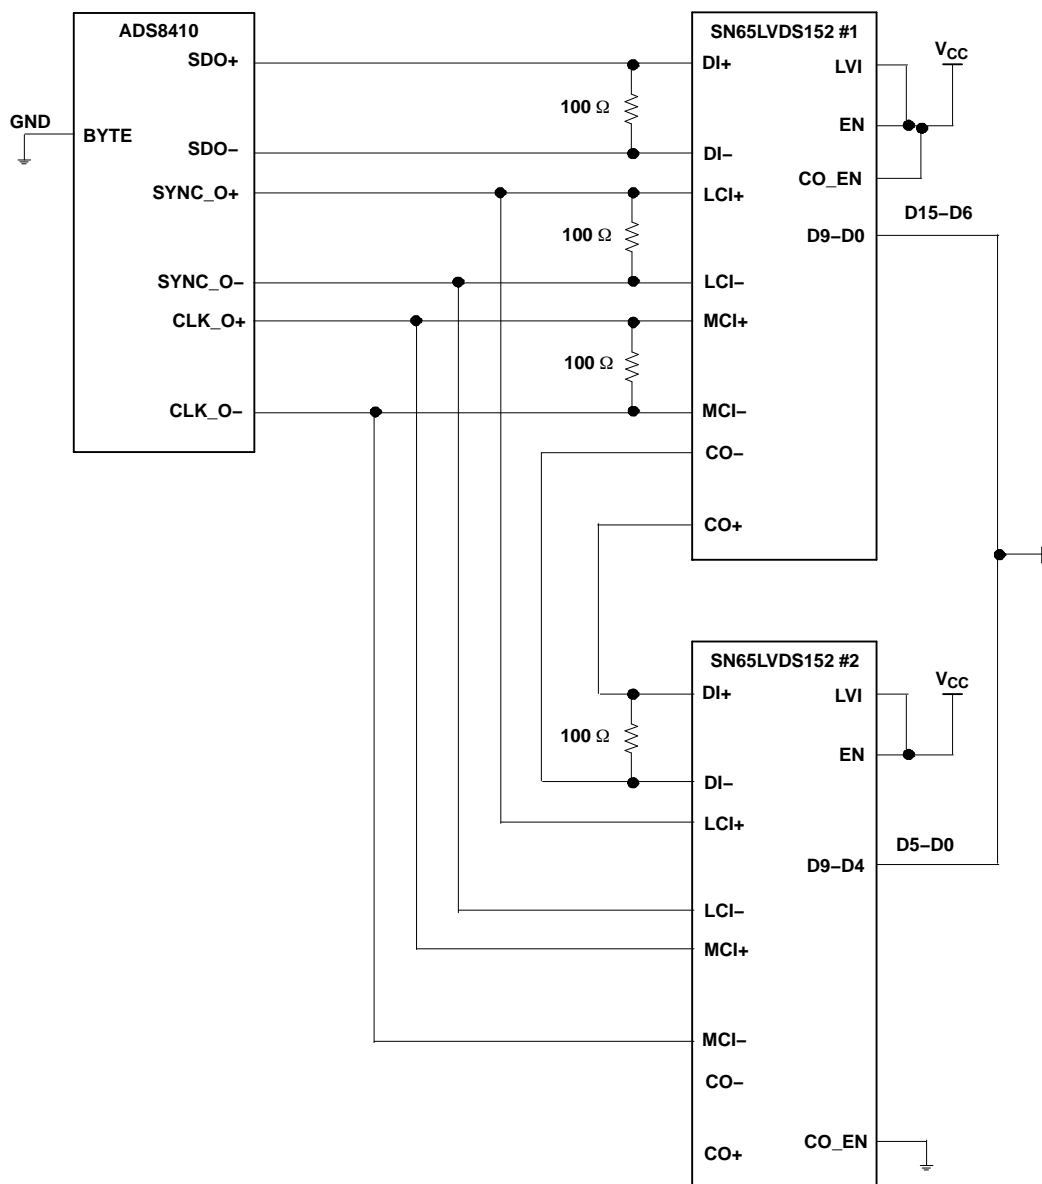 ADS8410
SDO+
GND
BYTE
SDO−
SYNC_O+
SYNC_O−
CLK_O+
CLK_O−
100 Ω
100 Ω
100 Ω
SN65LVDS152 #1
DI+
LVI
VCC
EN
DI−
CO_EN
LCI+
D15−D6
D9−D0
LCI−
MCI+
MCI−
CO−
CO+
SN65LVDS152 #2
DI+
LVI
VCC
100 Ω
EN
DI−
LCI+
D5−D0
D9−D4
LCI−
MCI+
MCI−
CO−
CO_EN
CO+